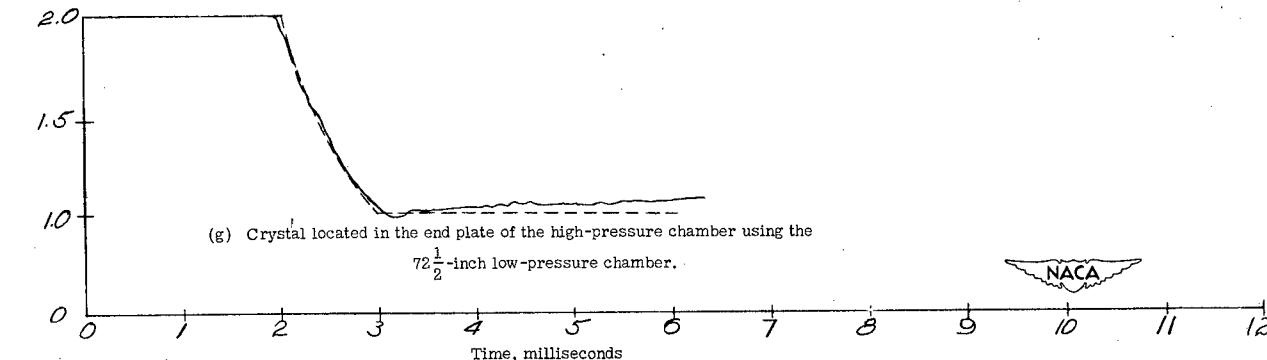 2.0
1.5
1.0
(g) Crystal located in the end plate of the high-pressure chamber using the
72 1/2-inch low-pressure chamber.
NACA
0
0 1 2 3 4 5 6 7 8 9 10 11 12
Time, milliseconds